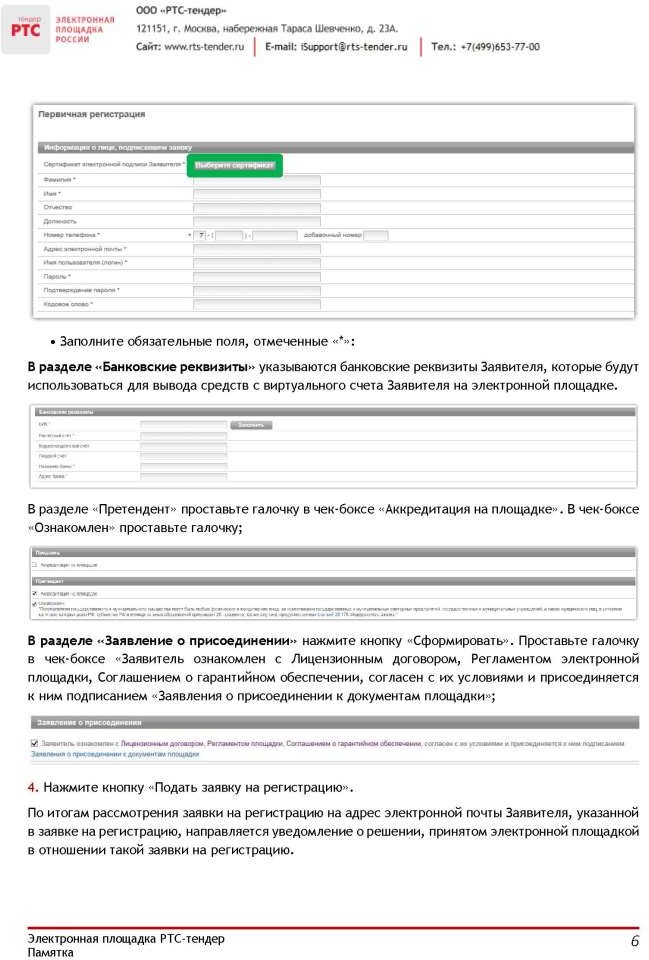 ООО «РТС-тендер»
тендер
РТС
ЭЛЕКТРОННАЯ
ПЛОЩАДКА
РОССИИ
121151, г. Москва, набережная Тараса Шевченко, д. 23А.
Сайт: www.rts-tender.ru | E-mail: iSupport@rts-tender.ru | Тел.: +7(499)653-77-00
Первичная регистрация
Информация о лице, подписавшем заявку
Сертификат электронной подписи Заявителя * Выберите сертификат
Фамилия *
Имя *
Отчество
Должность
Номер телефона * + 7 - ( ) - добавочный номер
Адрес электронной почты *
Имя пользователя (логин) *
Пароль *
Подтверждение пароля *
Кодовое слово *
• Заполните обязательные поля, отмеченные «*»:
В разделе «Банковские реквизиты» указываются банковские реквизиты Заявителя, которые будут
использоваться для вывода средств с виртуального счета Заявителя на электронной площадке.
Банковские реквизиты
БИК * Заполнить
Расчетный счет *
Корреспондентский счет
Лицевой счет
Название банка *
Адрес банка *
В разделе «Претендент» проставьте галочку в чек-боксе «Аккредитация на площадке». В чек-боксе
«Ознакомлен» проставьте галочку;
Аккредитация на площадке
Претендент
Аккредитация на площадке
Ознакомлен
В разделе «Заявление о присоединении» нажмите кнопку «Сформировать». Проставьте галочку
в чек-боксе «Заявитель ознакомлен с Лицензионным договором, Регламентом электронной
площадки, Соглашением о гарантийном обеспечении, согласен с их условиями и присоединяется
к ним подписанием «Заявления о присоединении к документам площадки»;
Заявление о присоединении
Заявитель ознакомлен с Лицензионным договором, Регламентом площадки, Соглашением о гарантийном обеспечении, согласен с их условиями и присоединяется к ним подписанием
Заявления о присоединении к документам площадки
4. Нажмите кнопку «Подать заявку на регистрацию».
По итогам рассмотрения заявки на регистрацию на адрес электронной почты Заявителя, указанной
в заявке на регистрацию, направляется уведомление о решении, принятом электронной площадкой
в отношении такой заявки на регистрацию.
Электронная площадка РТС-тендер
6
Памятка